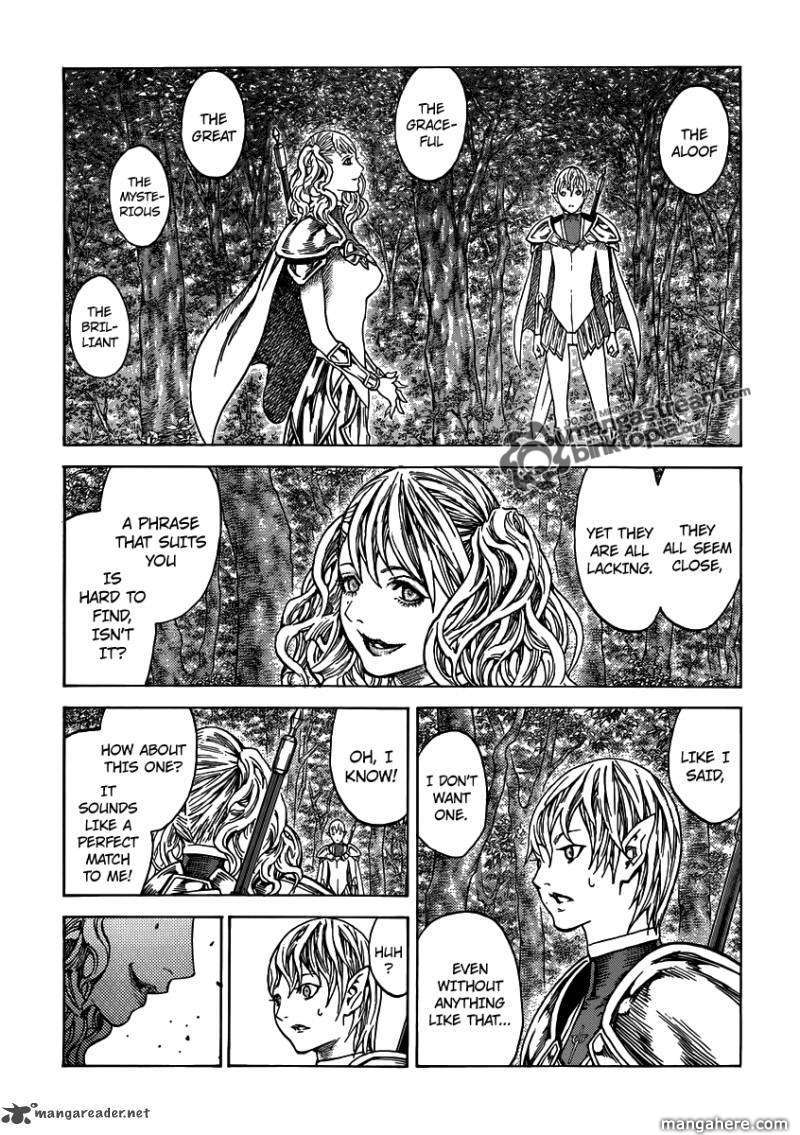 THE
ALOOF
THE
GRACE-
FUL
THE
GREAT
THE
MYSTE-
RIOUS
THE
BRIL-
LIANT
THEY
ALL SEEM
CLOSE,
YET THEY
ARE ALL
LACKING.
A PHRASE
THAT SUITS
YOU
IS
HARD TO
FIND,
ISN'T
IT?
LIKE I
SAID,
I DON'T
WANT
ONE.
EVEN
WITHOUT
ANYTHING
LIKE THAT...
OH, I
KNOW!
HOW ABOUT
THIS ONE?
IT
SOUNDS
LIKE A
PERFECT
MATCH
TO ME!
HUH
?
mangastream.com
binktopia
mangareader.net
mangahere.com